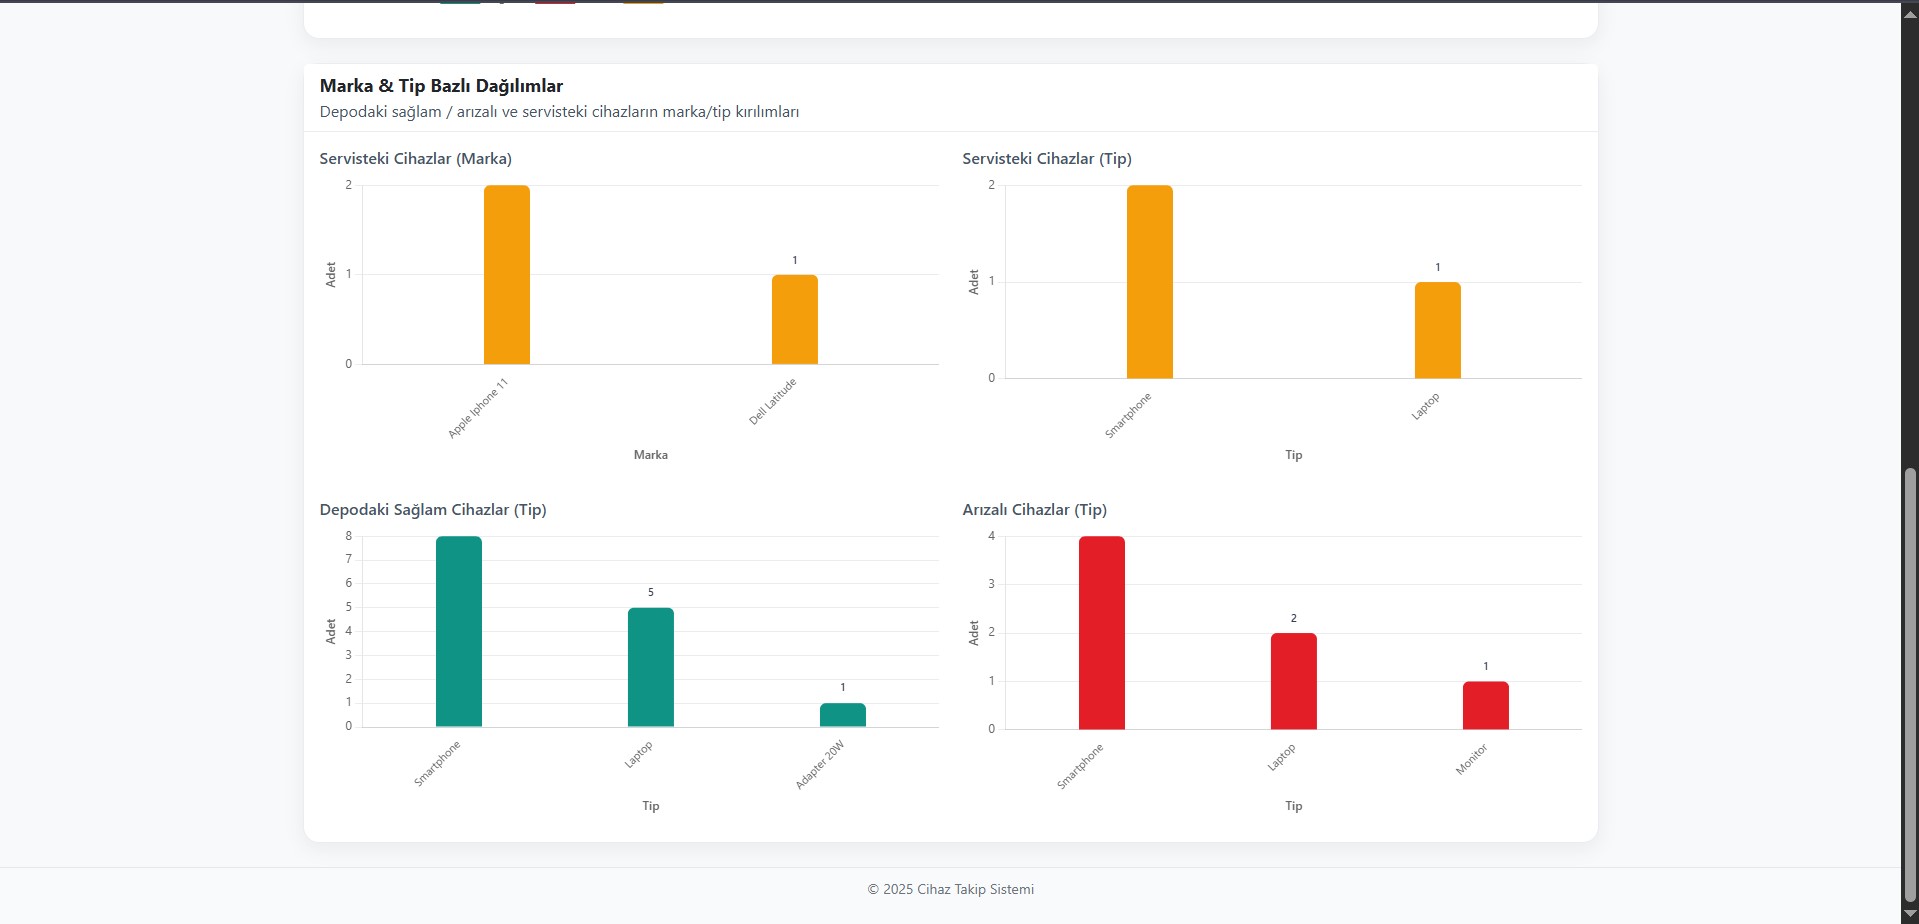 Marka & Tip Bazlı Dağılımlar
Depodaki sağlam / arızalı ve servisteki cihazların marka/tip kırılımları
Servisteki Cihazlar (Marka)
2
1
0
Adet
1
Apple Iphone 11
Dell Latitude
Marka
Servisteki Cihazlar (Tip)
2
1
0
Adet
1
Smartphone
Laptop
Tip
Depodaki Sağlam Cihazlar (Tip)
8
7
6
5
4
3
2
1
0
Adet
5
1
Smartphone
Laptop
Adapter 20W
Tip
Arızalı Cihazlar (Tip)
4
3
2
1
0
Adet
2
1
Smartphone
Laptop
Monitor
Tip
© 2025 Cihaz Takip Sistemi